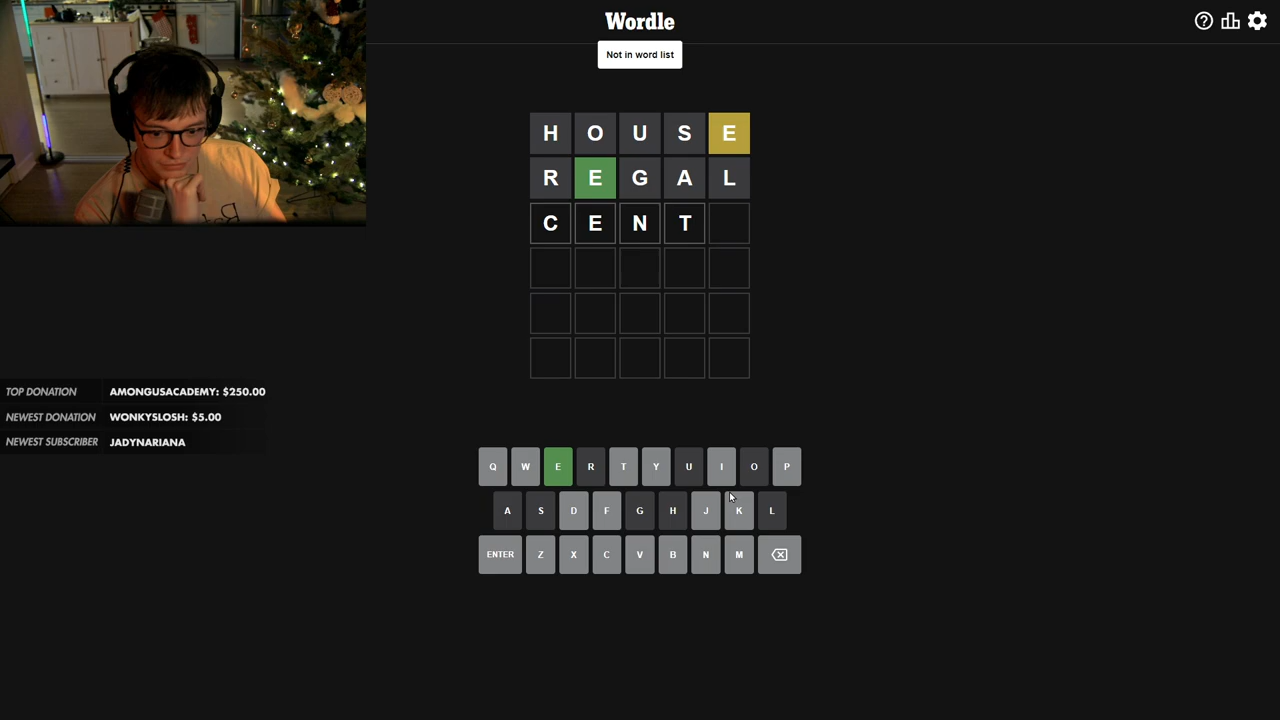 Wordle
Not in word list
H O U S E
R E G A L
C E N T
TOP DONATION AMONGUSACADEMY: $250.00
NEWEST DONATION WONKYSLOSH: $5.00
NEWEST SUBSCRIBER JADYNARIANA
Q W E R T Y U I O P
A S D F G H J K L
ENTER Z X C V B N M